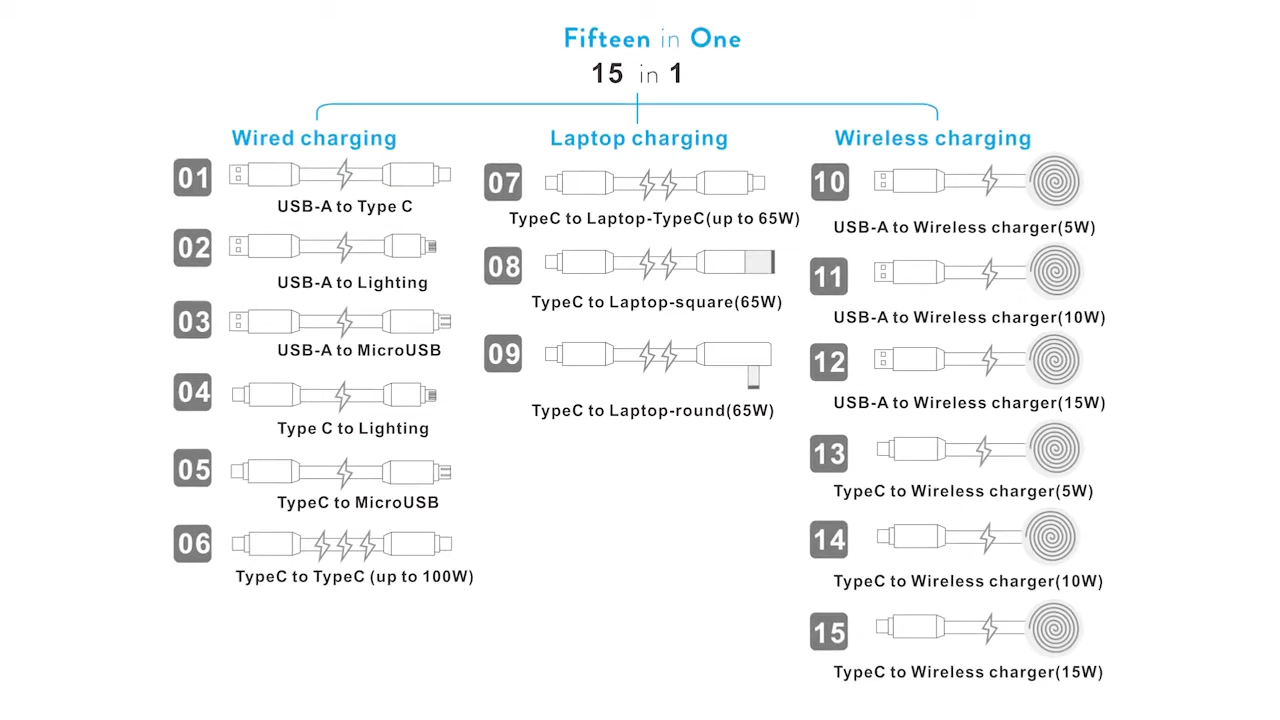 Fifteen in One
15 in 1
Wired charging
01
USB-A to Type C
02
USB-A to Lighting
03
USB-A to MicroUSB
04
Type C to Lighting
05
TypeC to MicroUSB
06
TypeC to TypeC (up to 100W)
Laptop charging
07
TypeC to Laptop-TypeC(up to 65W)
08
TypeC to Laptop-square(65W)
09
TypeC to Laptop-round(65W)
Wireless charging
10
USB-A to Wireless charger(5W)
11
USB-A to Wireless charger(10W)
12
USB-A to Wireless charger(15W)
13
TypeC to Wireless charger(5W)
14
TypeC to Wireless charger(10W)
15
TypeC to Wireless charger(15W)